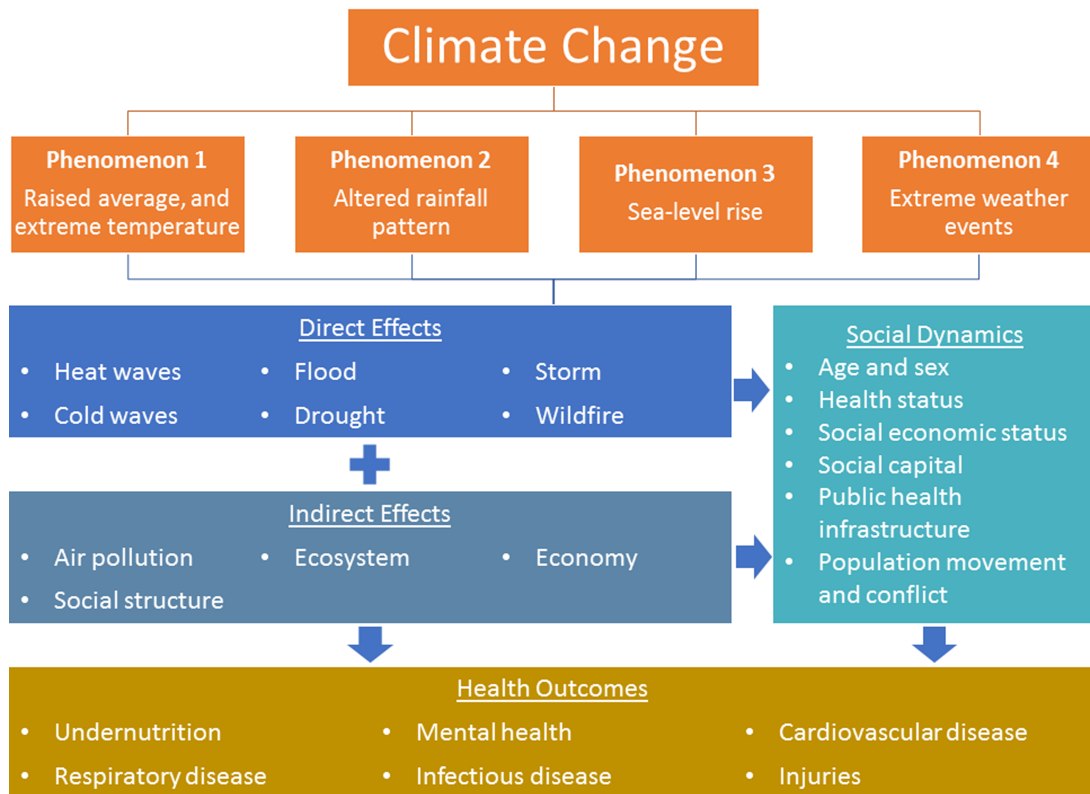 Climate Change
Phenomenon 1
Raised average, and
extreme temperature
Phenomenon 2
Altered rainfall
pattern
Phenomenon 3
Sea-level rise
Phenomenon 4
Extreme weather
events
Direct Effects
• Heat waves
• Flood
• Storm
• Cold waves
• Drought
• Wildfire
Indirect Effects
• Air pollution
• Ecosystem
• Economy
• Social structure
Social Dynamics
• Age and sex
• Health status
• Social economic status
• Social capital
• Public health
infrastructure
• Population movement
and conflict
Health Outcomes
• Undernutrition
• Mental health
• Cardiovascular disease
• Respiratory disease
• Infectious disease
• Injuries